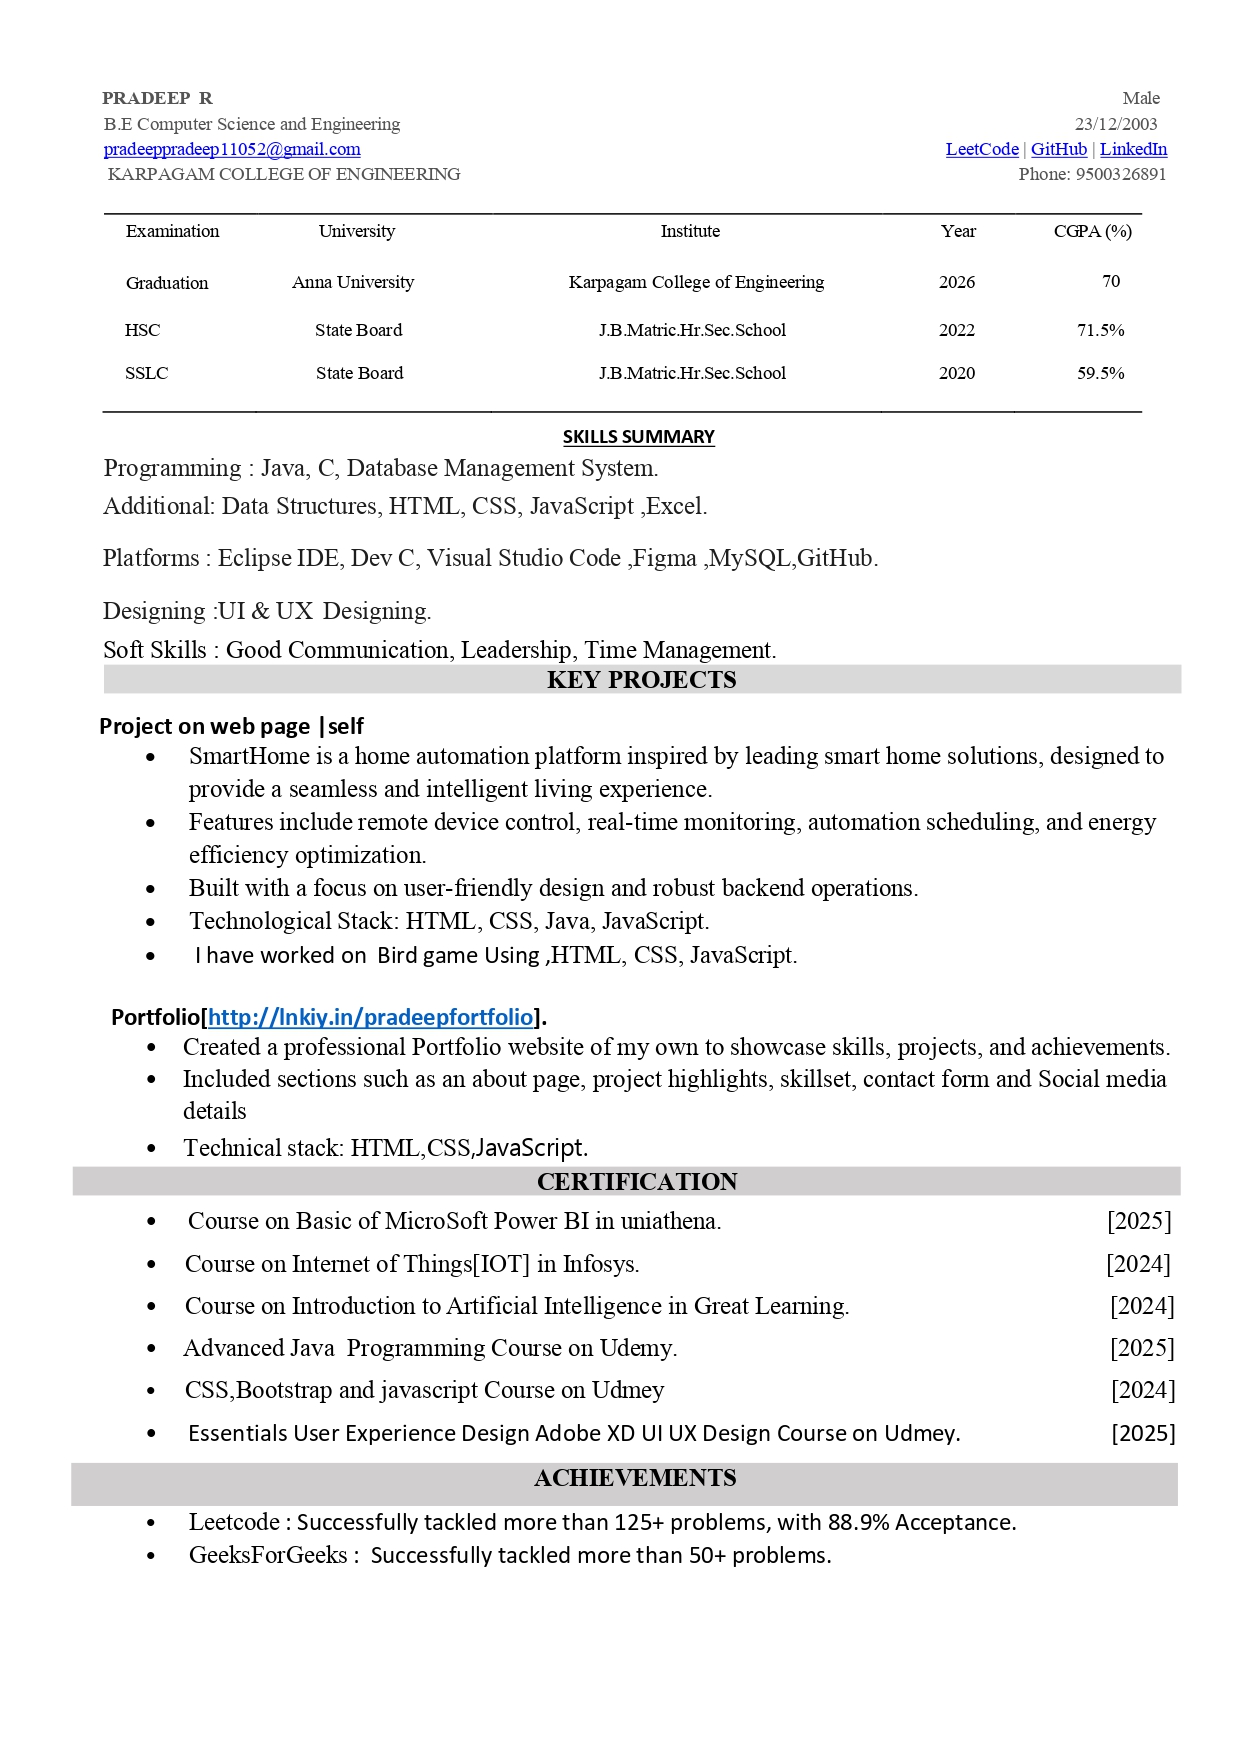 PRADEEP R Male
B.E Computer Science and Engineering 23/12/2003
pradeeppradeep11052@gmail.com LeetCode | GitHub | LinkedIn
KARPAGAM COLLEGE OF ENGINEERING Phone: 9500326891
Examination University Institute Year CGPA (%)
Graduation Anna University Karpagam College of Engineering 2026 70
HSC State Board J.B.Matric.Hr.Sec.School 2022 71.5%
SSLC State Board J.B.Matric.Hr.Sec.School 2020 59.5%
SKILLS SUMMARY
Programming : Java, C, Database Management System.
Additional: Data Structures, HTML, CSS, JavaScript ,Excel.
Platforms : Eclipse IDE, Dev C, Visual Studio Code ,Figma ,MySQL,GitHub.
Designing :UI & UX Designing.
Soft Skills : Good Communication, Leadership, Time Management.
KEY PROJECTS
Project on web page |self
• SmartHome is a home automation platform inspired by leading smart home solutions, designed to
provide a seamless and intelligent living experience.
• Features include remote device control, real-time monitoring, automation scheduling, and energy
efficiency optimization.
• Built with a focus on user-friendly design and robust backend operations.
• Technological Stack: HTML, CSS, Java, JavaScript.
• I have worked on Bird game Using ,HTML, CSS, JavaScript.
Portfolio[http://lnkiy.in/pradeepfortfolio].
• Created a professional Portfolio website of my own to showcase skills, projects, and achievements.
• Included sections such as an about page, project highlights, skillset, contact form and Social media
details
• Technical stack: HTML,CSS,JavaScript.
CERTIFICATION
• Course on Basic of MicroSoft Power BI in uniathena. [2025]
• Course on Internet of Things[IOT] in Infosys. [2024]
• Course on Introduction to Artificial Intelligence in Great Learning. [2024]
• Advanced Java Programming Course on Udemy. [2025]
• CSS,Bootstrap and javascript Course on Udmey [2024]
• Essentials User Experience Design Adobe XD UI UX Design Course on Udmey. [2025]
ACHIEVEMENTS
• Leetcode : Successfully tackled more than 125+ problems, with 88.9% Acceptance.
• GeeksForGeeks : Successfully tackled more than 50+ problems.